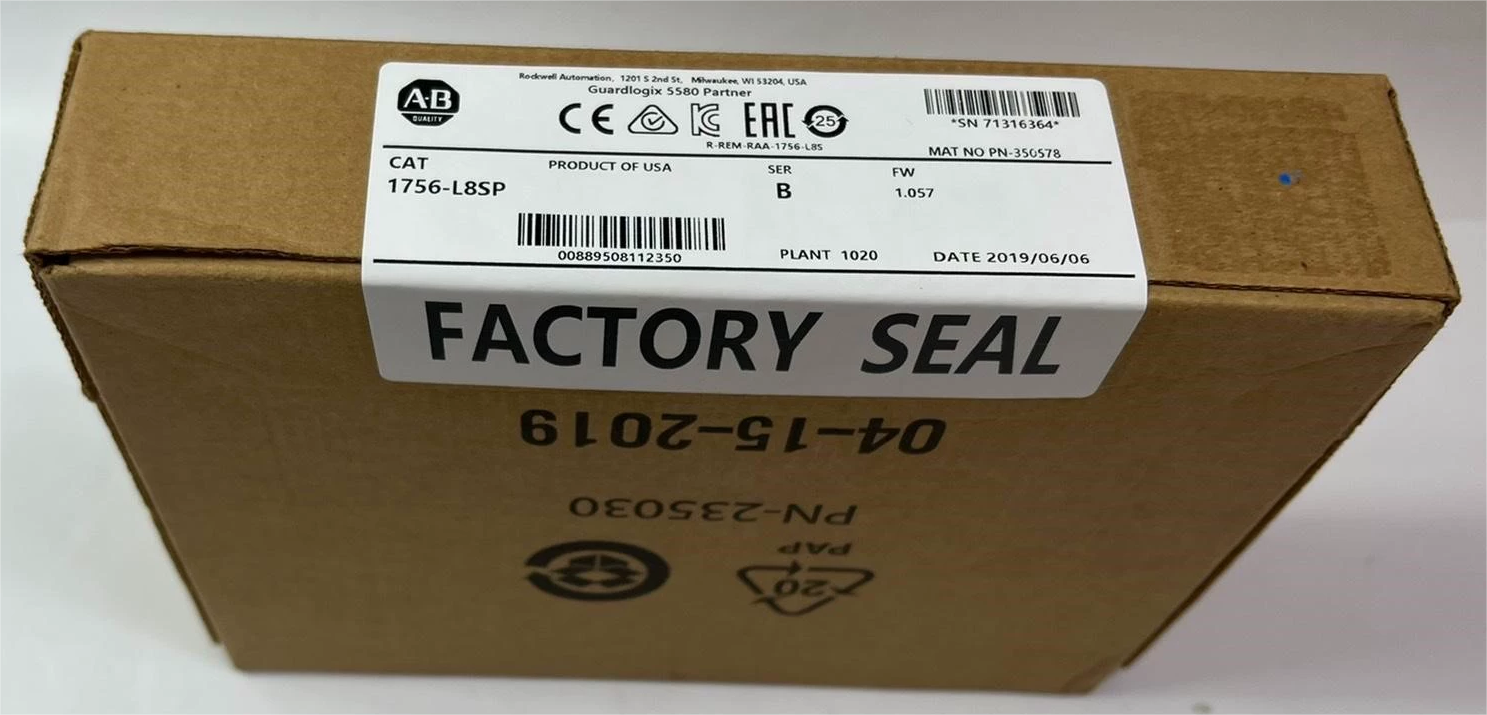 A·B
QUALITY
Rockwell Automation, 1201 S 2nd St, Milwaukee, WI 53204, USA
Guardlogix 5580 Partner
CE EAC 25
R-REM-RAA-1756-L8S
*SN 71316364*
MAT NO PN-350578
CAT
1756-L8SP
PRODUCT OF USA
SER
B
FW
1.057
00889508112350
PLANT 1020
DATE 2019/06/06
FACTORY SEAL
04-15-2019
PN-235030
PAP
20